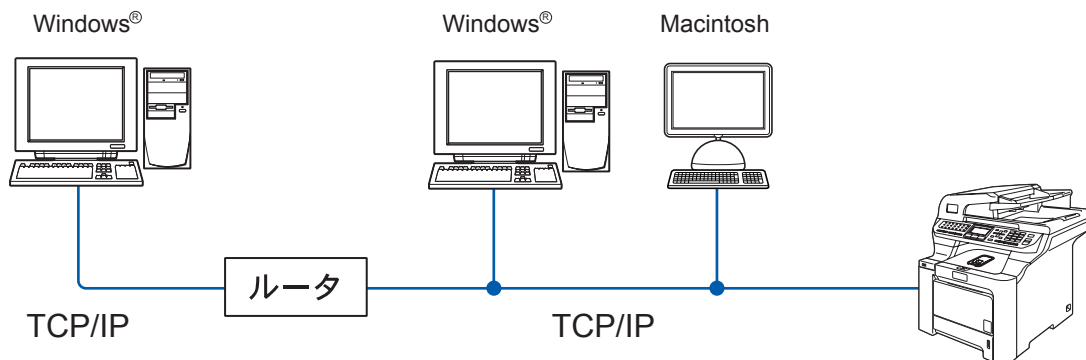 Windows®
Windows®
Macintosh
ルータ
TCP/IP
TCP/IP